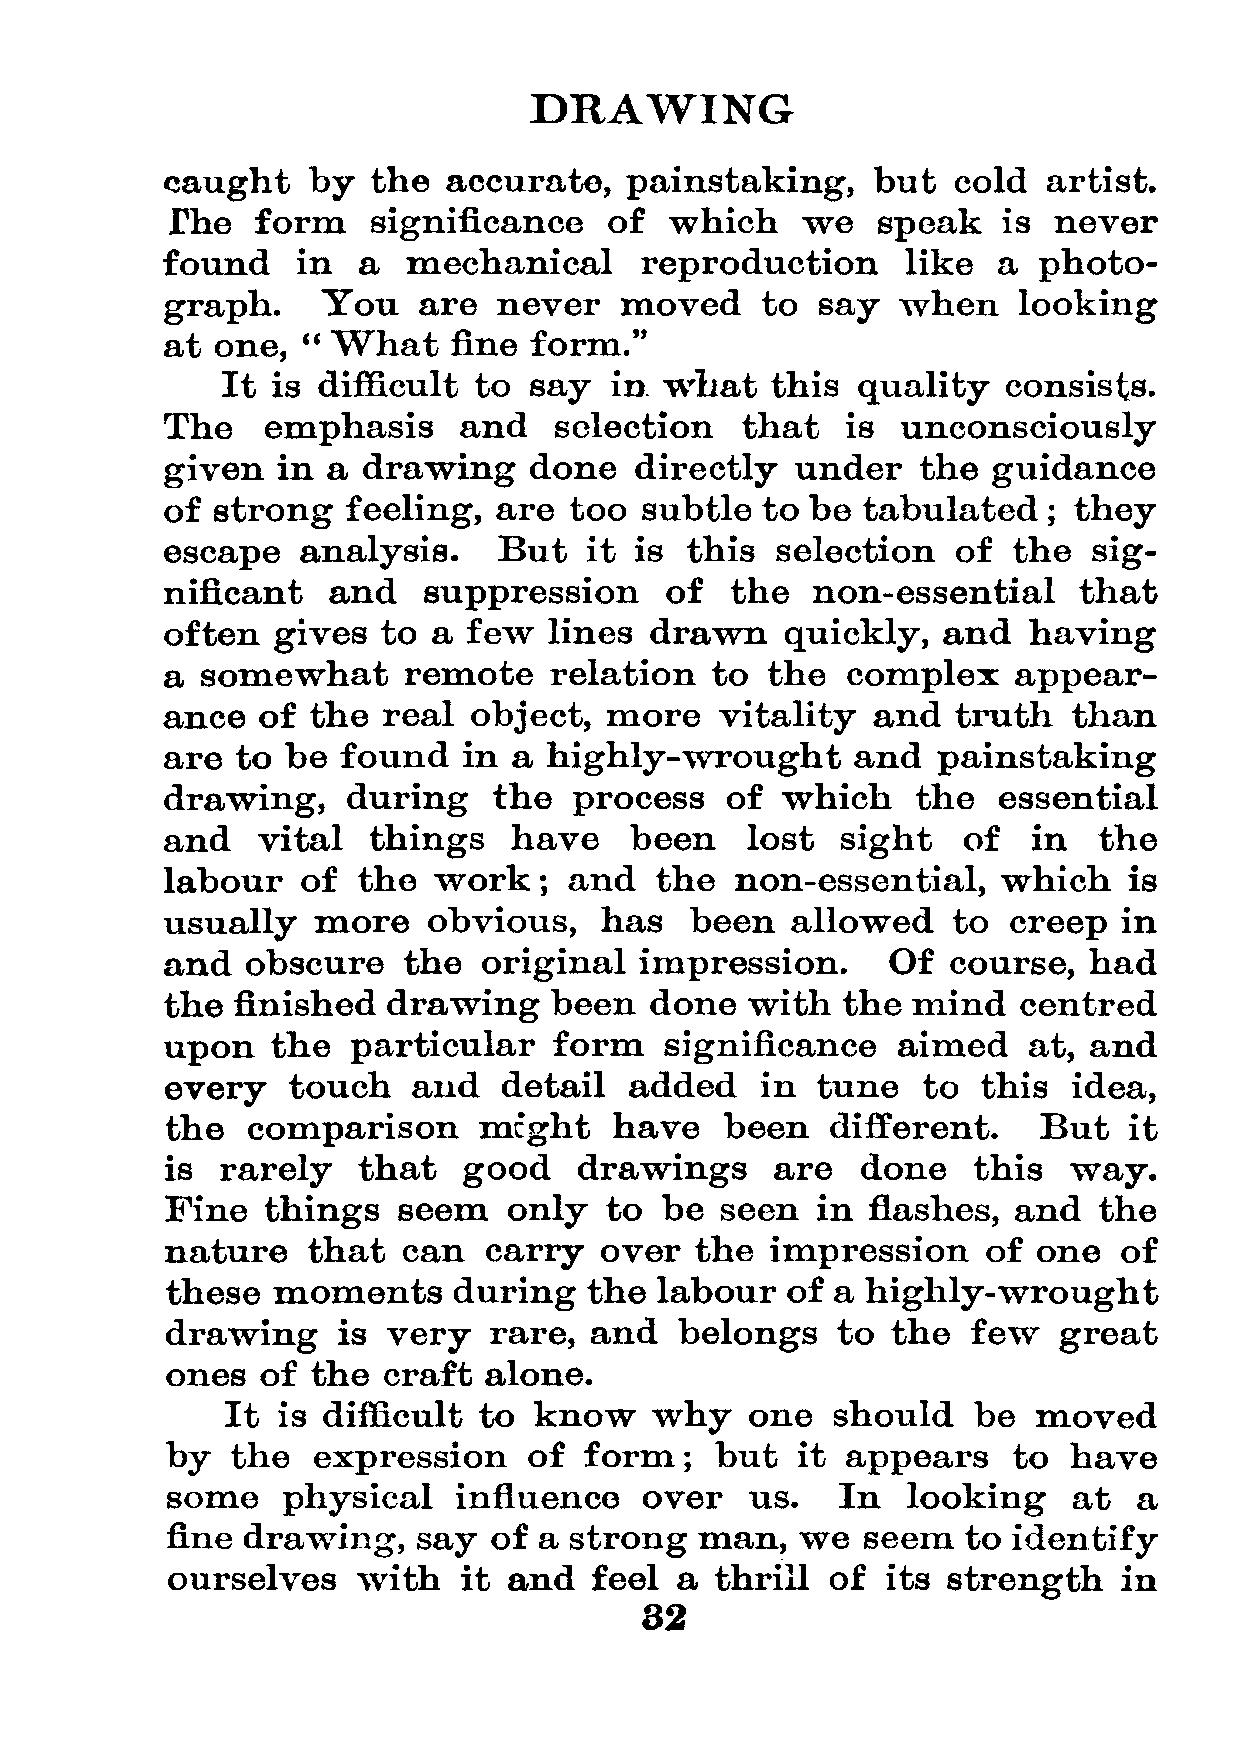 DRAWING
caught by the accurate, painstaking, but cold artist.
The form significance of which we speak is never
found in a mechanical reproduction like a photo-
graph. You are never moved to say when looking
at one, “ What fine form.”
It is difficult to say in what this quality consists.
The emphasis and selection that is unconsciously
given in a drawing done directly under the guidance
of strong feeling, are too subtle to be tabulated ; they
escape analysis. But it is this selection of the sig-
nificant and suppression of the non-essential that
often gives to a few lines drawn quickly, and having
a somewhat remote relation to the complex appear-
ance of the real object, more vitality and truth than
are to be found in a highly-wrought and painstaking
drawing, during the process of which the essential
and vital things have been lost sight of in the
labour of the work ; and the non-essential, which is
usually more obvious, has been allowed to creep in
and obscure the original impression. Of course, had
the finished drawing been done with the mind centred
upon the particular form significance aimed at, and
every touch and detail added in tune to this idea,
the comparison might have been different. But it
is rarely that good drawings are done this way.
Fine things seem only to be seen in flashes, and the
nature that can carry over the impression of one of
these moments during the labour of a highly-wrought
drawing is very rare, and belongs to the few great
ones of the craft alone.
It is difficult to know why one should be moved
by the expression of form ; but it appears to have
some physical influence over us. In looking at a
fine drawing, say of a strong man, we seem to identify
ourselves with it and feel a thrill of its strength in
32